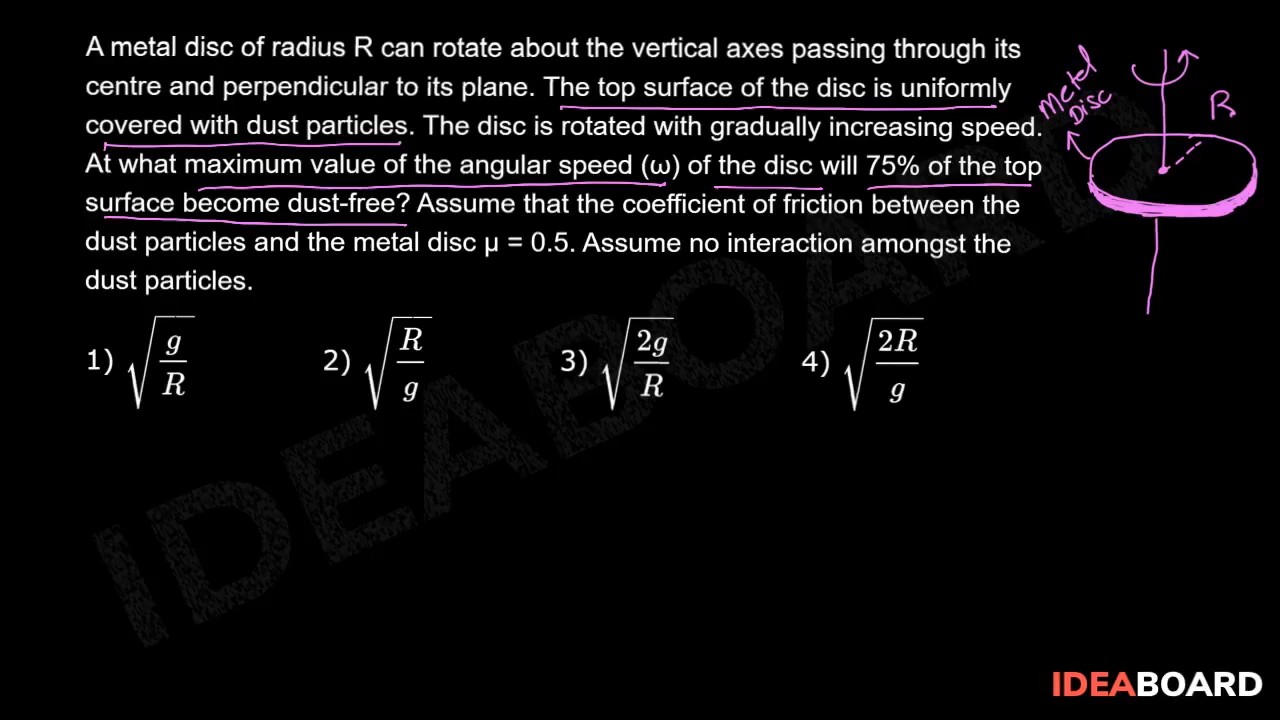 A metal disc of radius R can rotate about the vertical axes passing through its
centre and perpendicular to its plane. The top surface of the disc is uniformly
covered with dust particles. The disc is rotated with gradually increasing speed.
At what maximum value of the angular speed (ω) of the disc will 75% of the top
surface become dust-free? Assume that the coefficient of friction between the
dust particles and the metal disc μ = 0.5. Assume no interaction amongst the
dust particles.
Metal
Disc
R
1) √(g/R) 2) √(R/g) 3) √(2g/R) 4) √(2R/g)
IDEABOARD
IDEABOARD